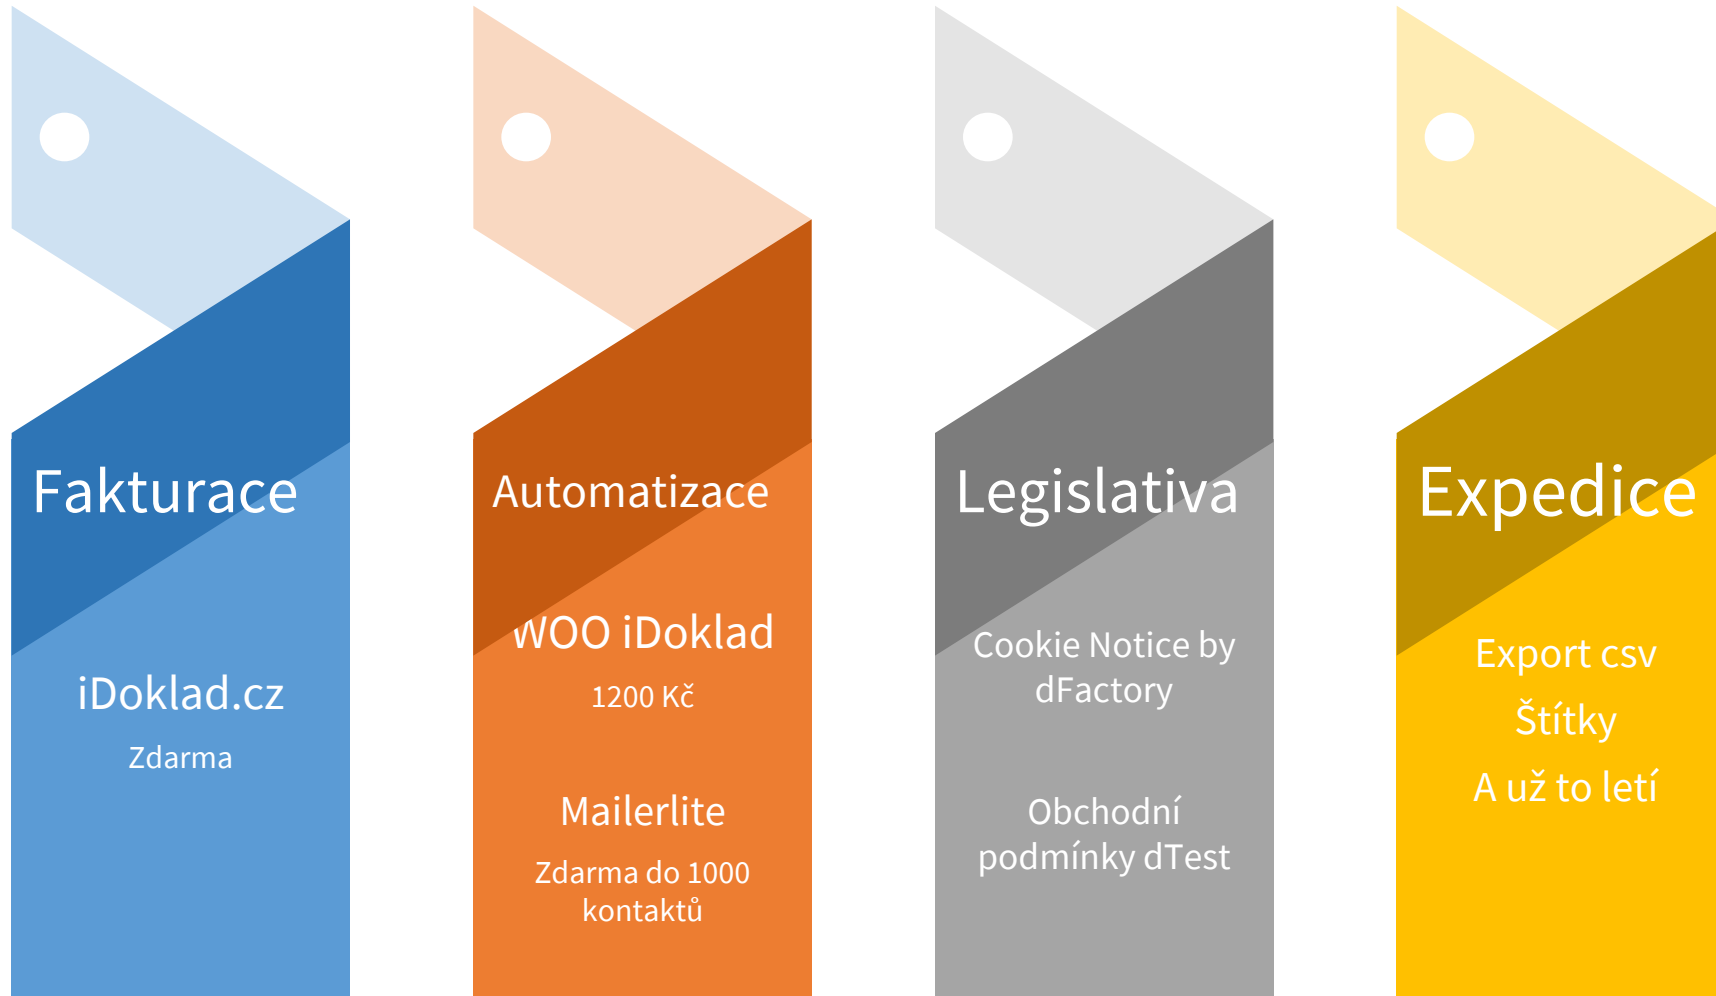 Fakturace
iDoklad.cz
Zdarma
Automatizace
WOO iDoklad
1200 Kč
Mailerlite
Zdarma do 1000
kontaktů
Legislativa
Cookie Notice by
dFactory
Obchodní
podmínky dTest
Expedice
Export csv
Štítky
A už to letí